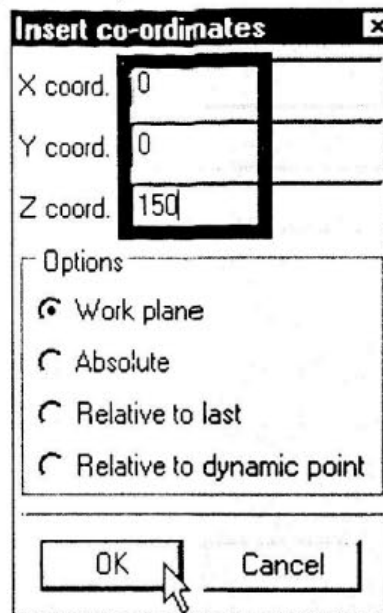 Insert co-ordimates
X coord. 0
Y coord. 0
Z coord. 150
Options
Work plane
Absolute
Relative to last
Relative to dynamic point
OK Cancel